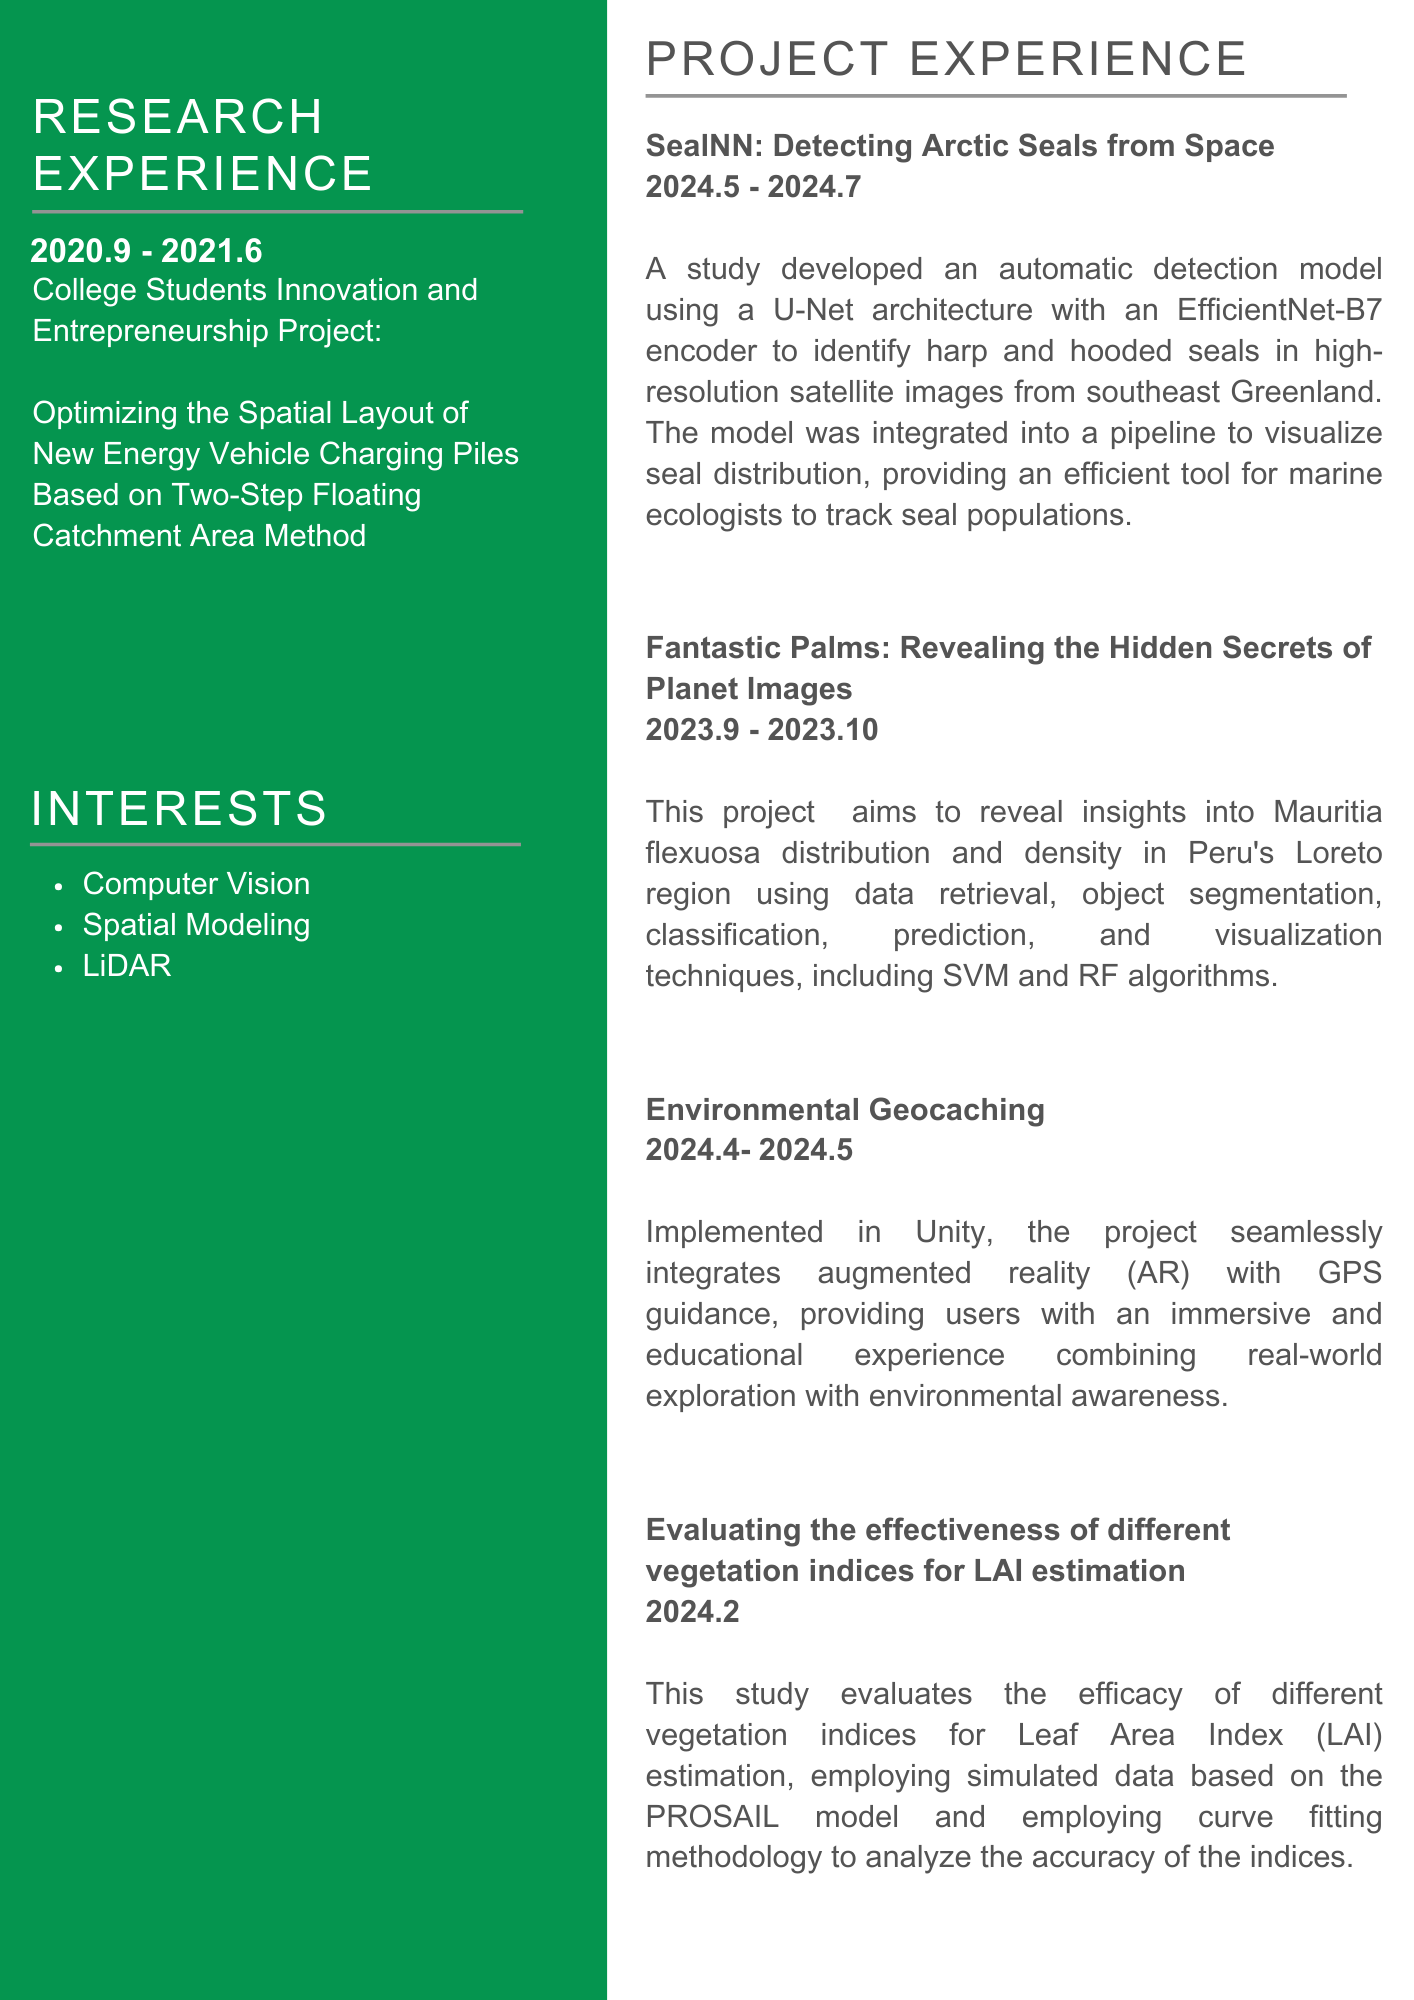 RESEARCH
EXPERIENCE
2020.9 - 2021.6
College Students Innovation and
Entrepreneurship Project:
Optimizing the Spatial Layout of
New Energy Vehicle Charging Piles
Based on Two-Step Floating
Catchment Area Method
INTERESTS
• Computer Vision
• Spatial Modeling
• LiDAR
PROJECT EXPERIENCE
SealNN: Detecting Arctic Seals from Space
2024.5 - 2024.7
A study developed an automatic detection model
using a U-Net architecture with an EfficientNet-B7
encoder to identify harp and hooded seals in high-
resolution satellite images from southeast Greenland.
The model was integrated into a pipeline to visualize
seal distribution, providing an efficient tool for marine
ecologists to track seal populations.
Fantastic Palms: Revealing the Hidden Secrets of
Planet Images
2023.9 - 2023.10
This project aims to reveal insights into Mauritia
flexuosa distribution and density in Peru's Loreto
region using data retrieval, object segmentation,
classification, prediction, and visualization
techniques, including SVM and RF algorithms.
Environmental Geocaching
2024.4- 2024.5
Implemented in Unity, the project seamlessly
integrates augmented reality (AR) with GPS
guidance, providing users with an immersive and
educational experience combining real-world
exploration with environmental awareness.
Evaluating the effectiveness of different
vegetation indices for LAI estimation
2024.2
This study evaluates the efficacy of different
vegetation indices for Leaf Area Index (LAI)
estimation, employing simulated data based on the
PROSAIL model and employing curve fitting
methodology to analyze the accuracy of the indices.